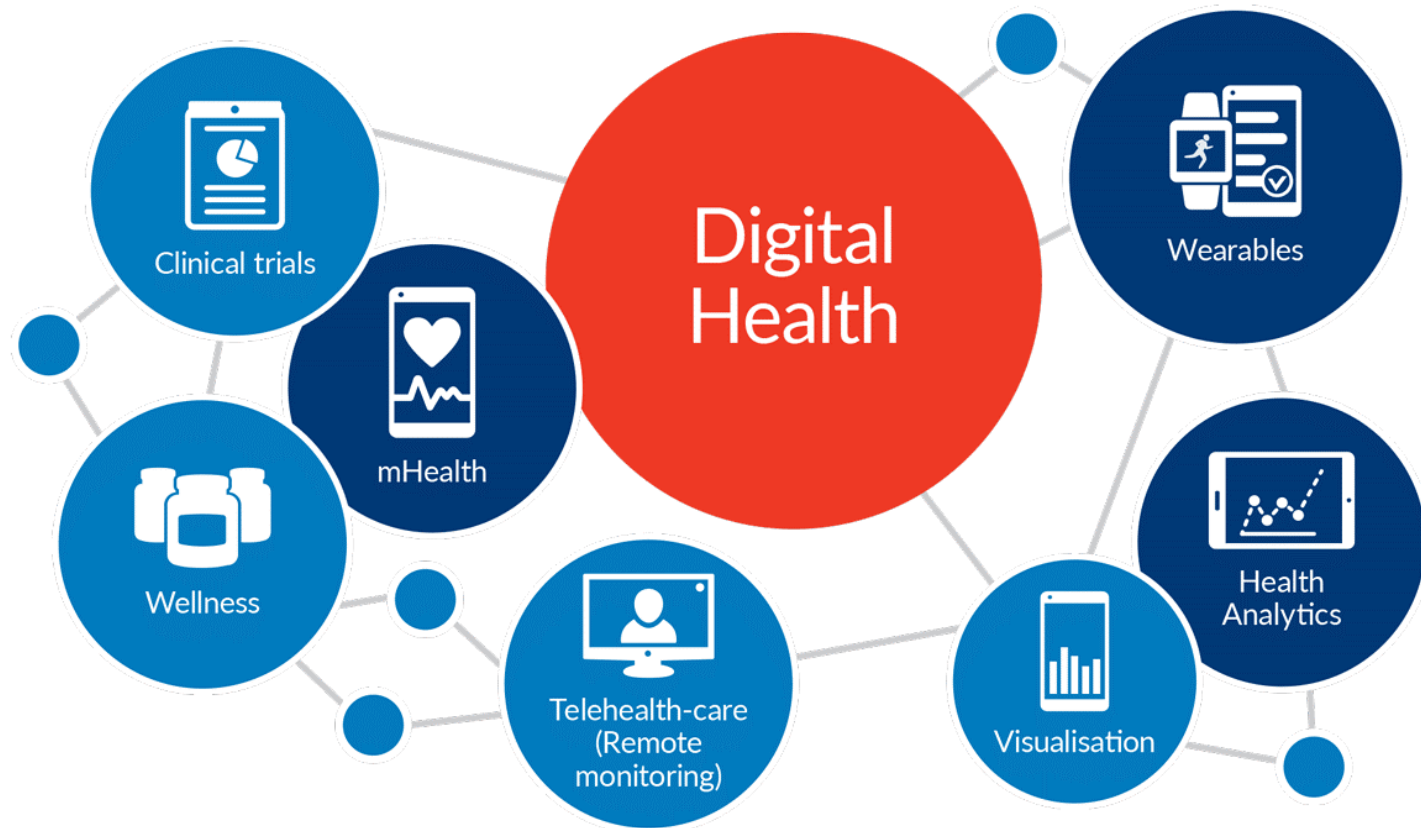 Digital
Health
Clinical trials
Wearables
mHealth
Wellness
Health
Analytics
Telehealth-care
(Remote
monitoring)
Visualisation